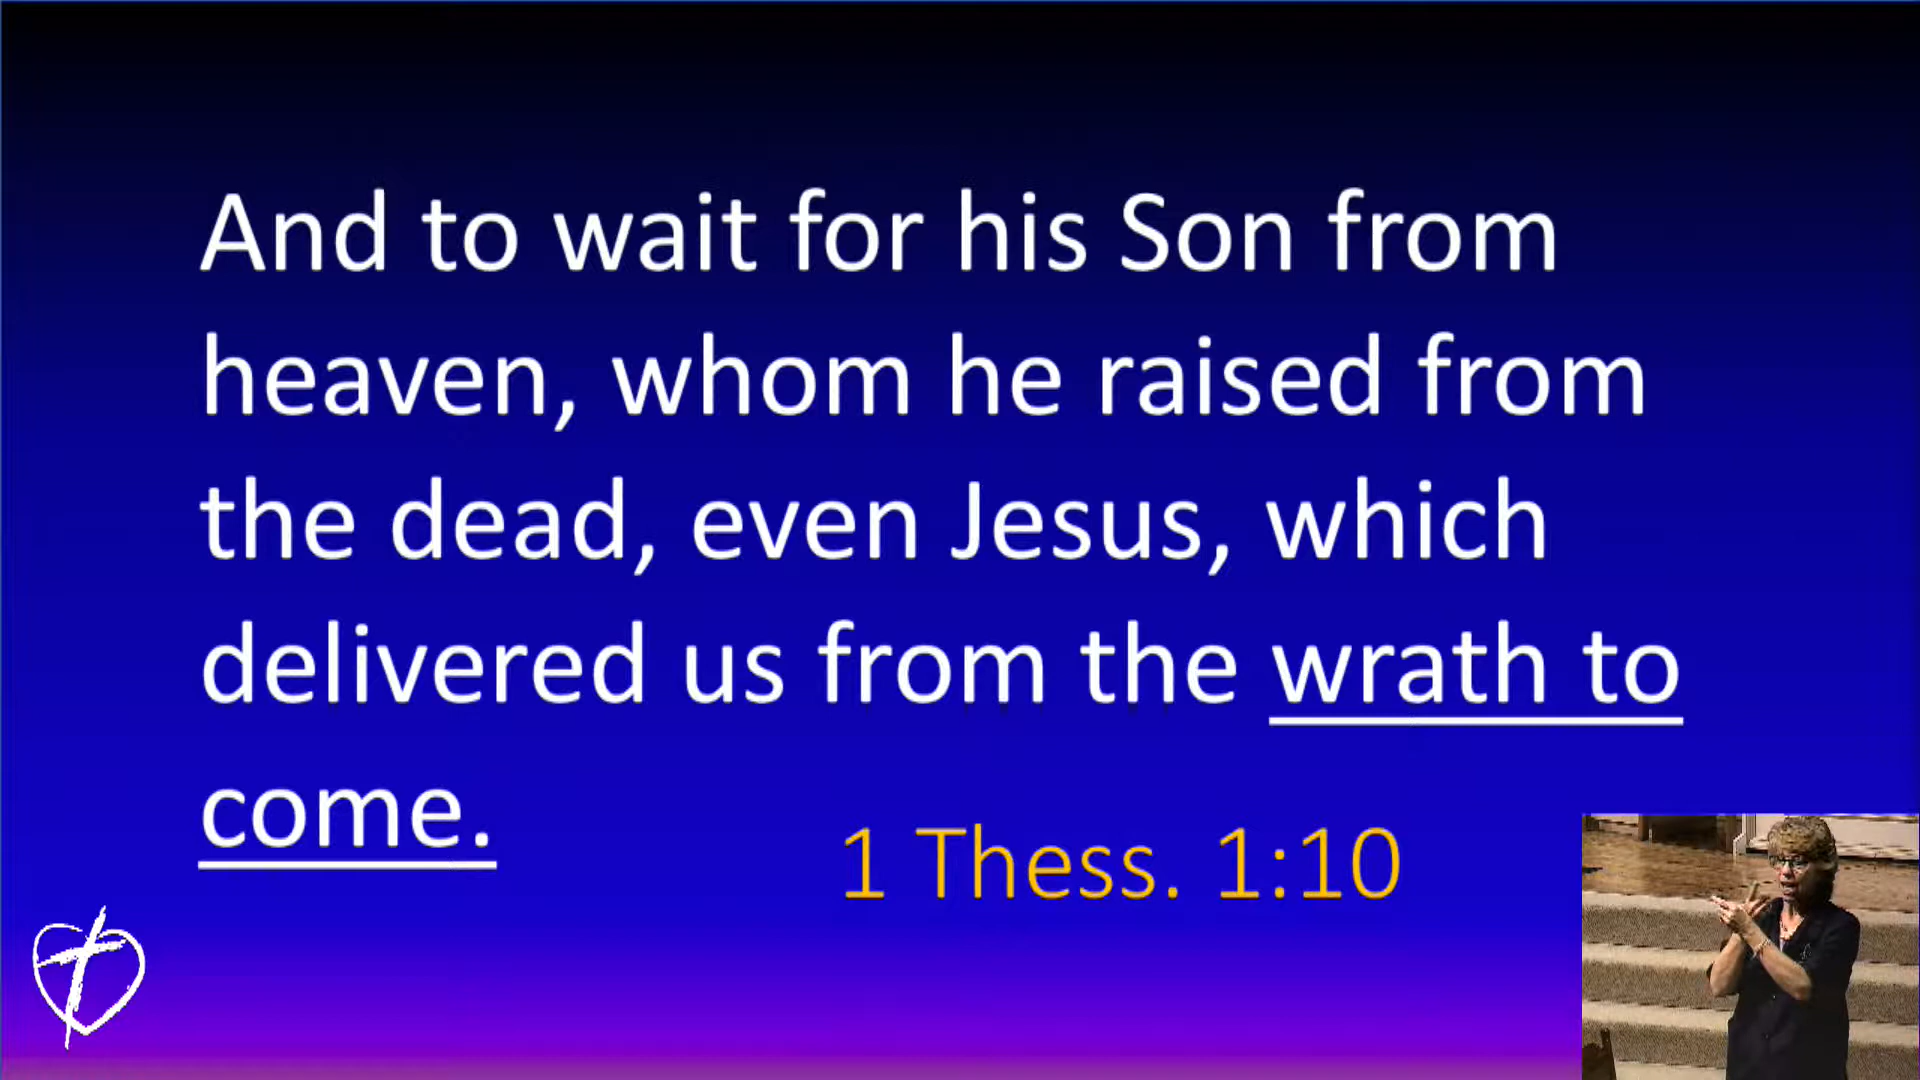 And to wait for his Son from
heaven, whom he raised from
the dead, even Jesus, which
delivered us from the wrath to
come.
1 Thess. 1:10